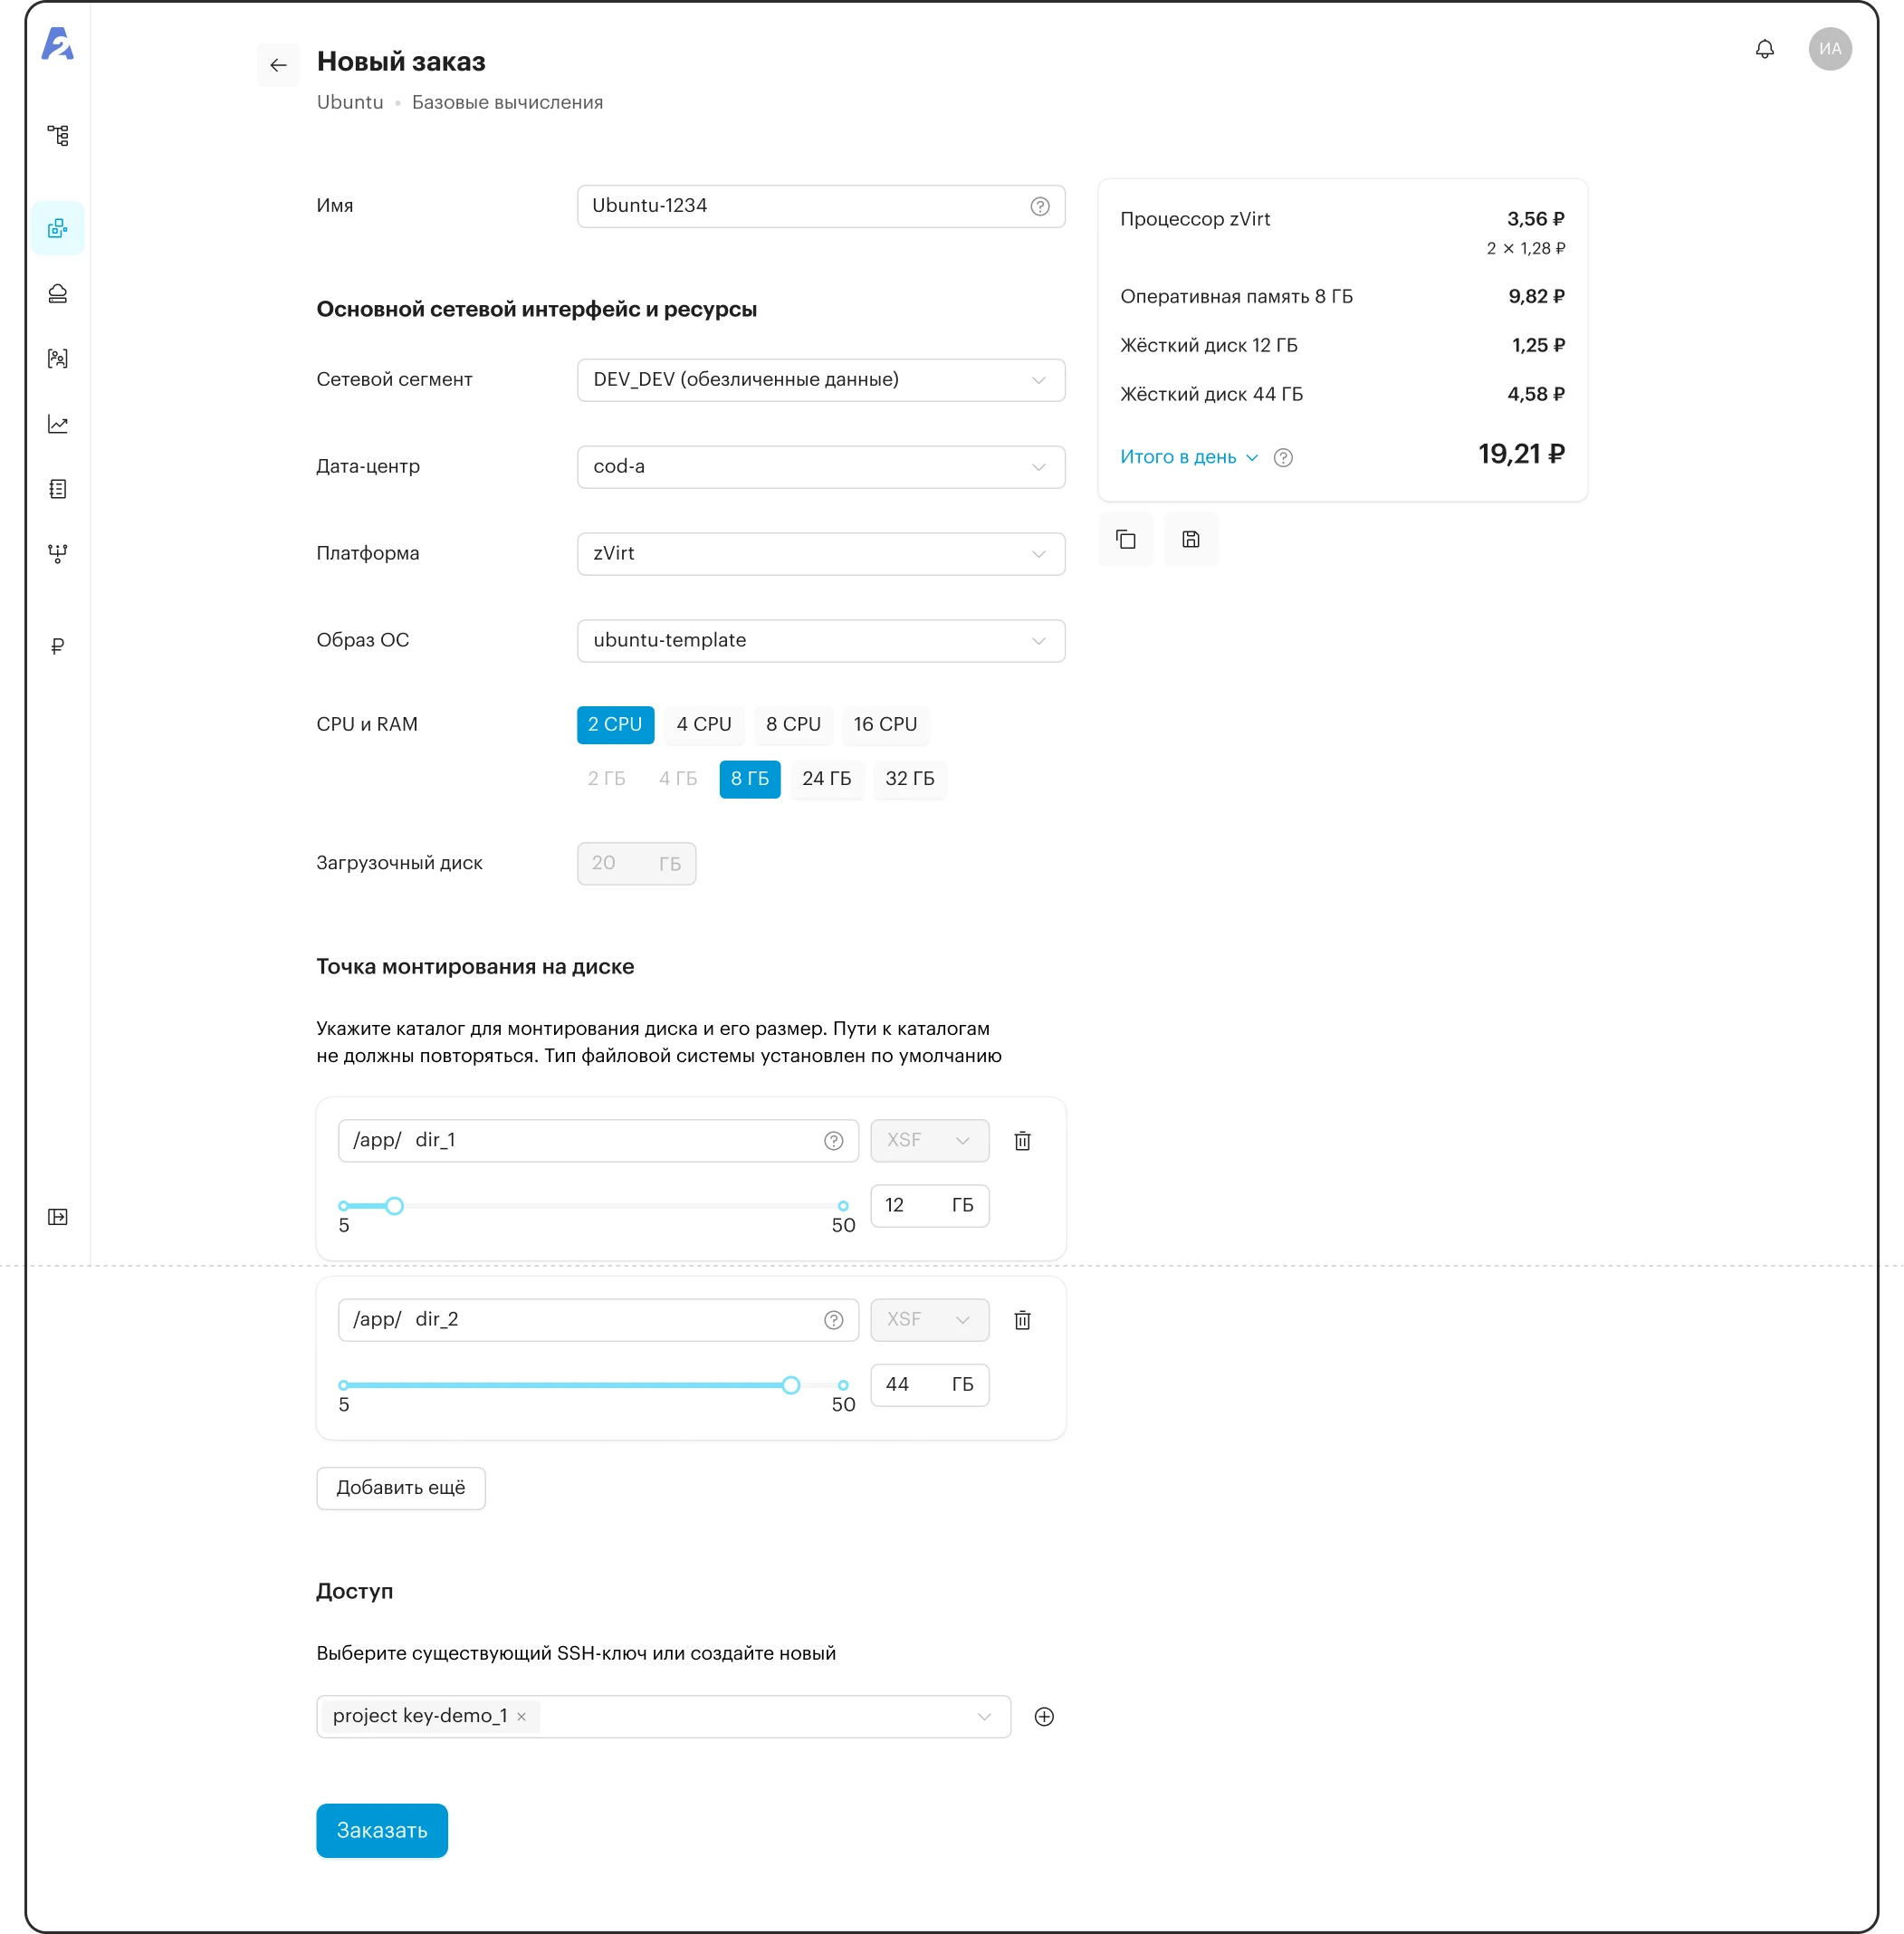 Новый заказ
ИА
Ubuntu • Базовые вычисления
Имя
Ubuntu-1234
Процессор zVirt 3,56 ₽
2 × 1,28 ₽
Оперативная память 8 ГБ 9,82 ₽
Жёсткий диск 12 ГБ 1,25 ₽
Жёсткий диск 44 ГБ 4,58 ₽
Итого в день 19,21 ₽
Основной сетевой интерфейс и ресурсы
Сетевой сегмент DEV_DEV (обезличенные данные)
Дата-центр cod-a
Платформа zVirt
Образ ОС ubuntu-template
CPU и RAM 2 CPU 4 CPU 8 CPU 16 CPU
2 ГБ 4 ГБ 8 ГБ 24 ГБ 32 ГБ
Загрузочный диск 20 ГБ
Точка монтирования на диске
Укажите каталог для монтирования диска и его размер. Пути к каталогам
не должны повторяться. Тип файловой системы установлен по умолчанию
/app/ dir_1 XSF
12 ГБ
5 50
/app/ dir_2 XSF
44 ГБ
5 50
Добавить ещё
Доступ
Выберите существующий SSH-ключ или создайте новый
project key-demo_1 ×
Заказать